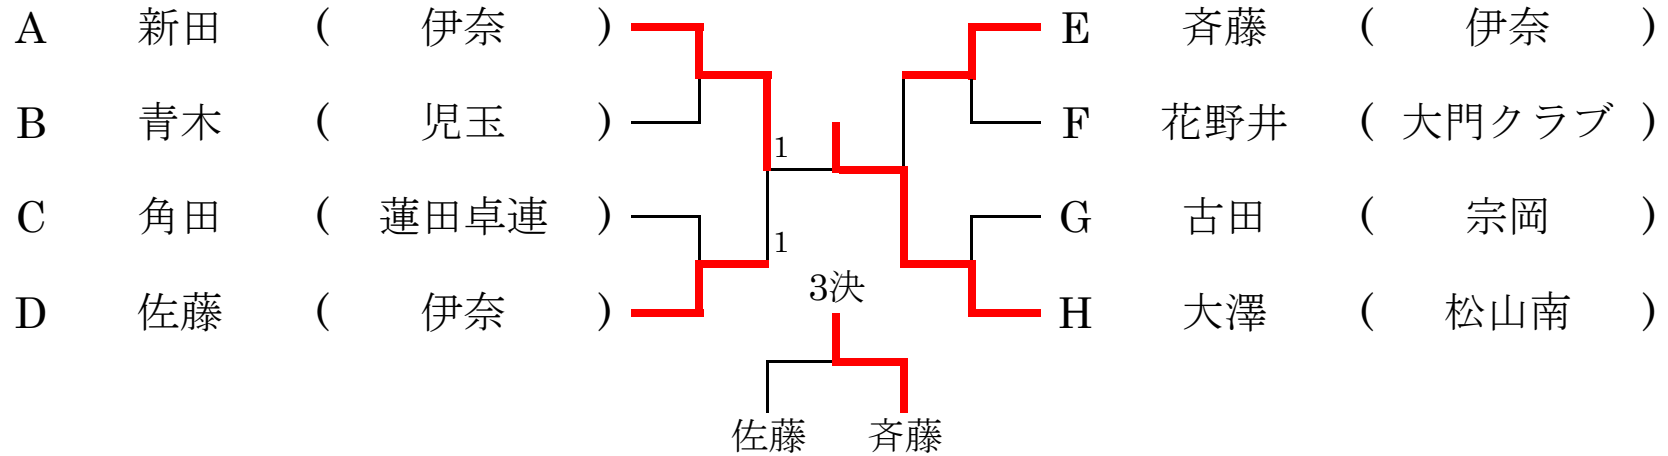 A 新田 ( 伊奈 ) E 斉藤 ( 伊奈 )
B 青木 ( 児玉 ) F 花野井 ( 大門クラブ )
1
C 角田 ( 蓮田卓連 ) G 古田 ( 宗岡 )
1
3決
D 佐藤 ( 伊奈 ) H 大澤 ( 松山南 )
佐藤 斉藤